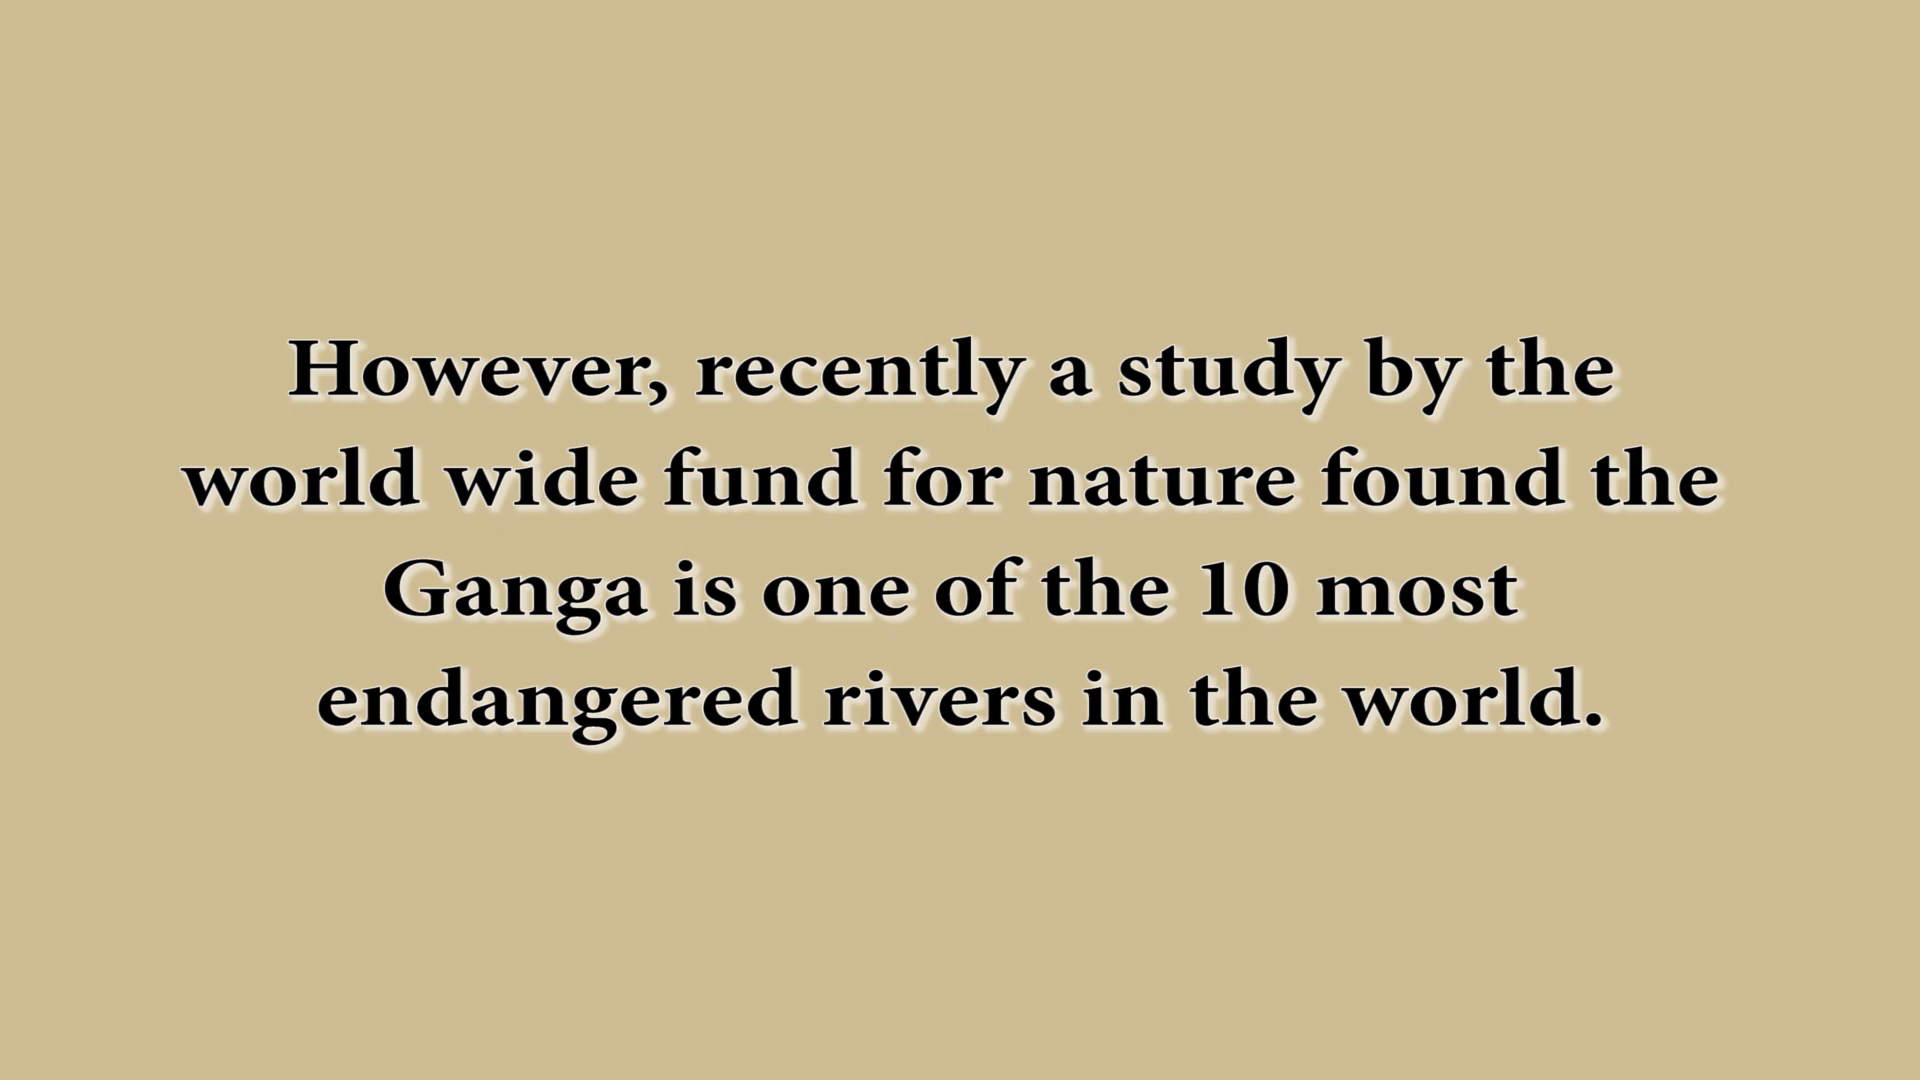 However, recently a study by the
world wide fund for nature found the
Ganga is one of the 10 most
endangered rivers in the world.